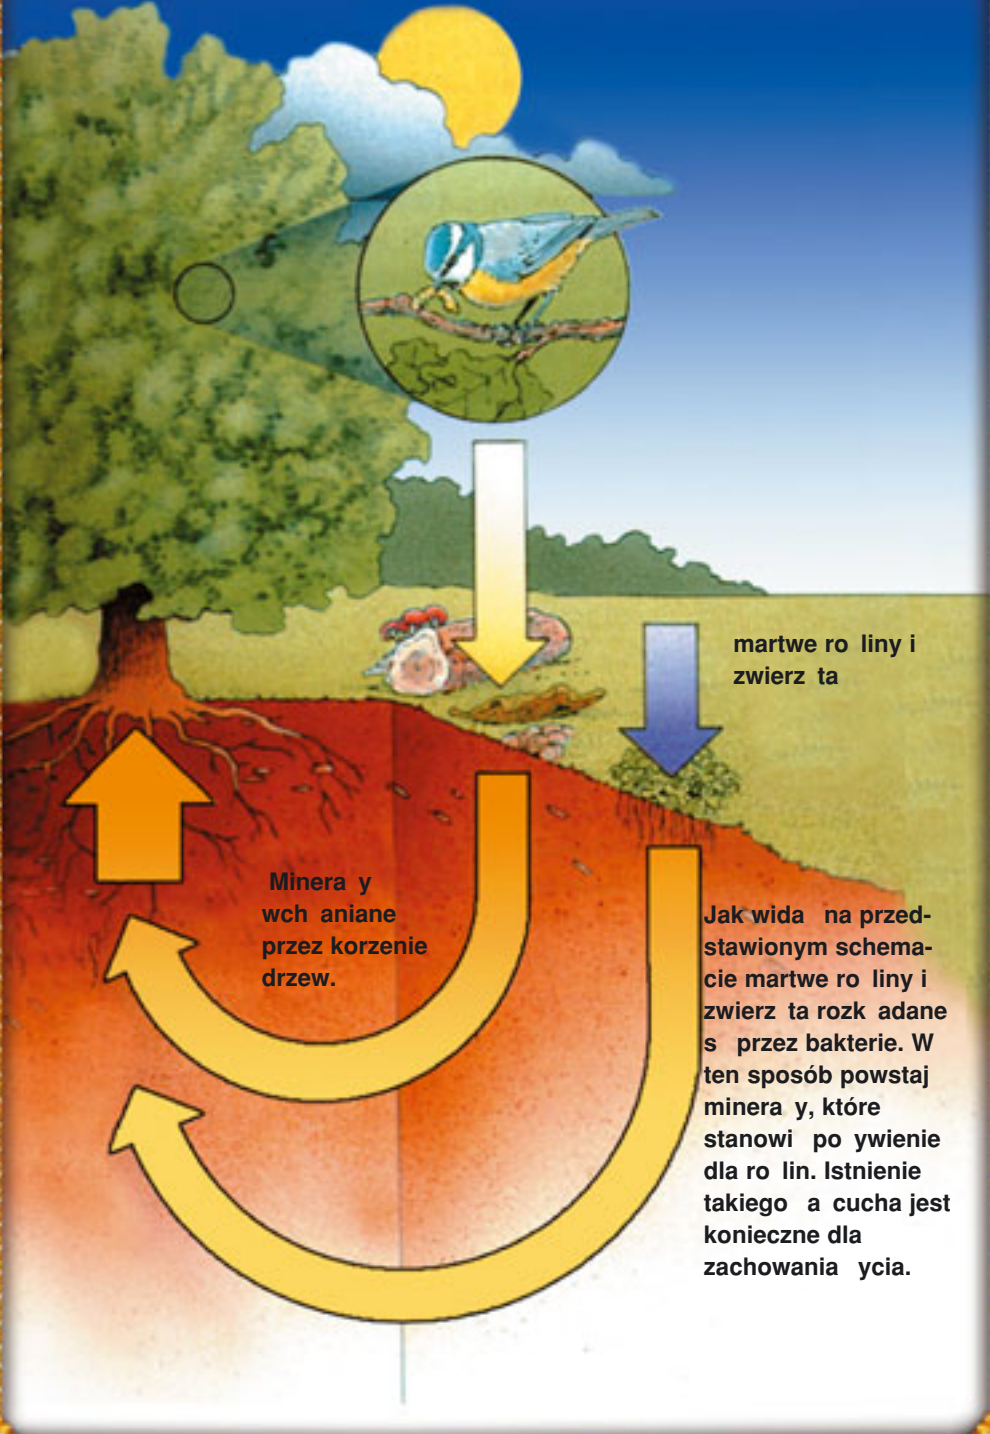 martwe ro liny i
zwierz ta
Minera y
wch aniane
przez korzenie
drzew.
Jak wida na przed-
stawionym schema-
cie martwe ro liny i
zwierz ta rozk adane
s przez bakterie. W
ten sposób powstaj
minera y, które
stanowi po ywienie
dla ro lin. Istnienie
takiego a cucha jest
konieczne dla
zachowania ycia.